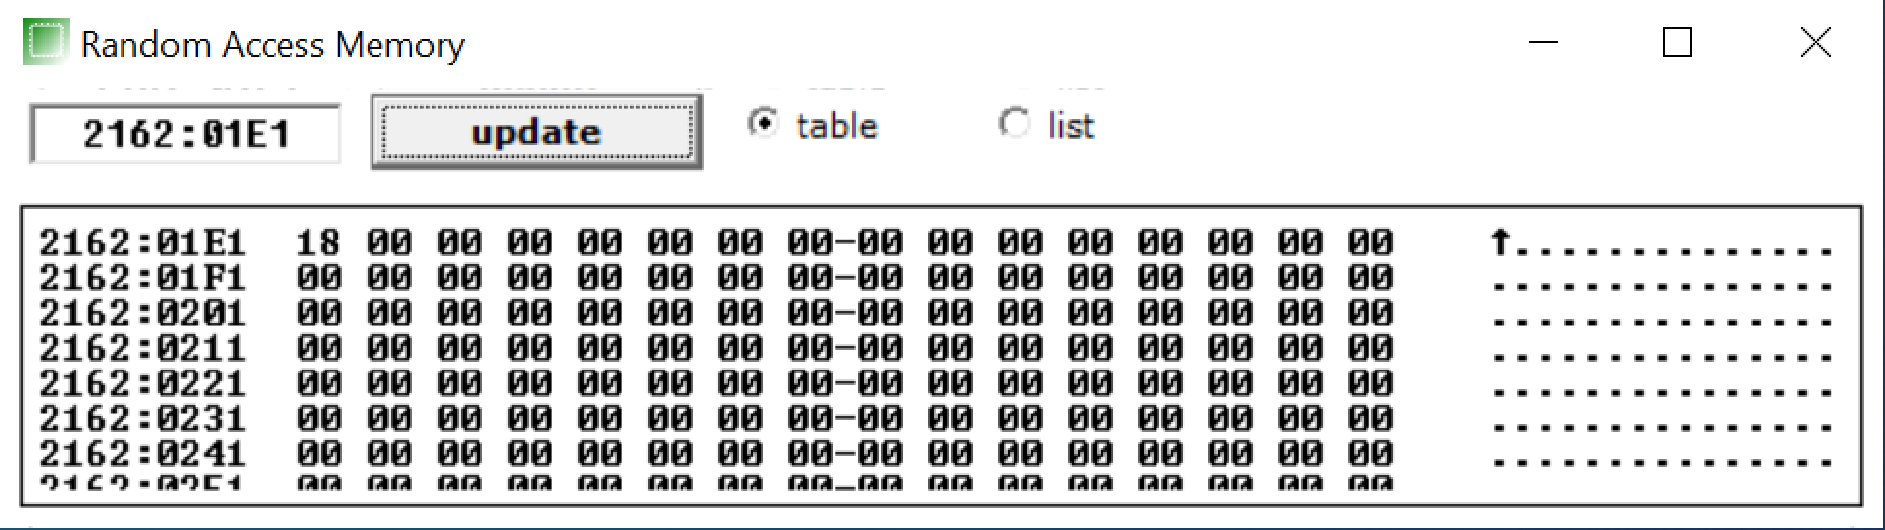 Random Access Memory
2162:01E1 update table list
2162:01E1 18 00 00 00 00 00 00 00-00 00 00 00 00 00 00 00 ↑...............
2162:01F1 00 00 00 00 00 00 00 00-00 00 00 00 00 00 00 00 ................
2162:0201 00 00 00 00 00 00 00 00-00 00 00 00 00 00 00 00 ................
2162:0211 00 00 00 00 00 00 00 00-00 00 00 00 00 00 00 00 ................
2162:0221 00 00 00 00 00 00 00 00-00 00 00 00 00 00 00 00 ................
2162:0231 00 00 00 00 00 00 00 00-00 00 00 00 00 00 00 00 ................
2162:0241 00 00 00 00 00 00 00 00-00 00 00 00 00 00 00 00 ................